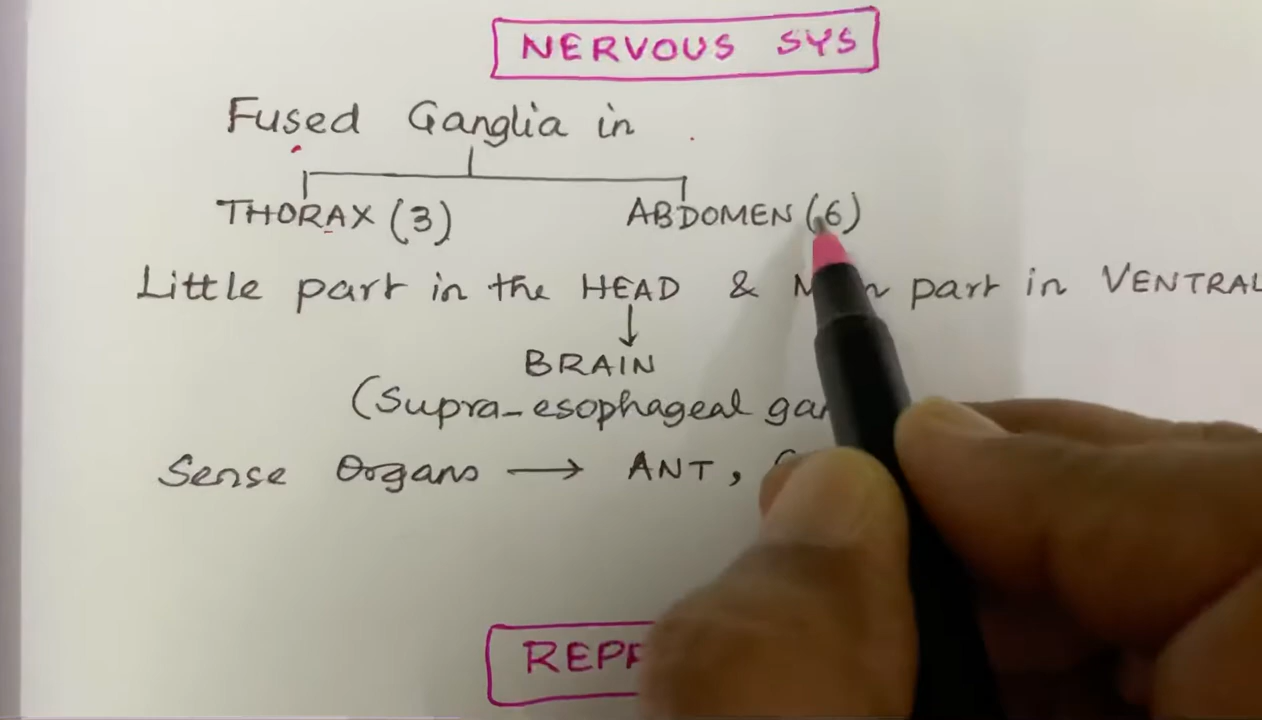 NERVOUS SYS
Fused Ganglia in
THORAX (3) ABDOMEN (6)
Little part in the HEAD & part in VENTRAL
BRAIN
(Supra-esophageal
Sense Organs → ANT,